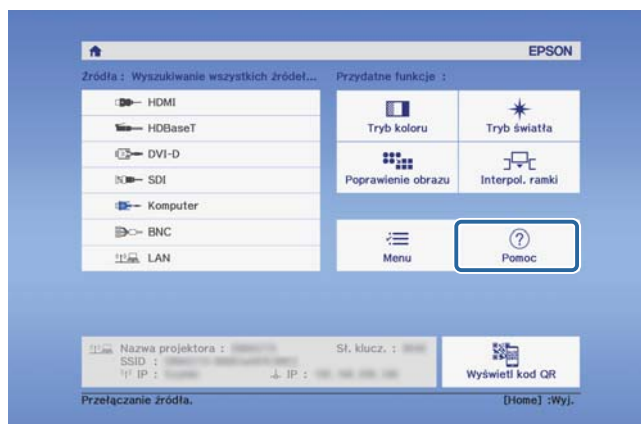 EPSON
Źródła : Wyszukiwanie wszystkich źródeł...
HDMI
HDBaseT
DVI-D
SDI
Komputer
BNC
LAN
Przydatne funkcje :
Tryb koloru
Tryb światła
Poprawienie obrazu
Interpol. ramki
Menu
? Pomoc
Nazwa projektora :
SSID :
IP :
IP :
Sł. klucz. :
Wyświetl kod QR
Przełączanie źródła.
[Home] :Wyj.